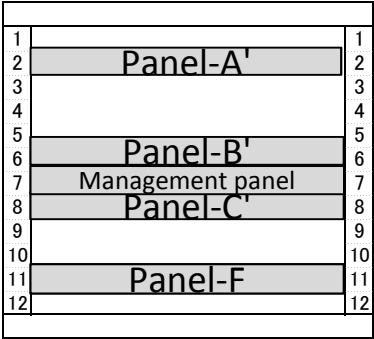 1 1
2 Panel-A' 2
3 3
4 4
5 5
6 Panel-B' 6
7 Management panel 7
8 Panel-C' 8
9 9
10 10
11 Panel-F 11
12 12